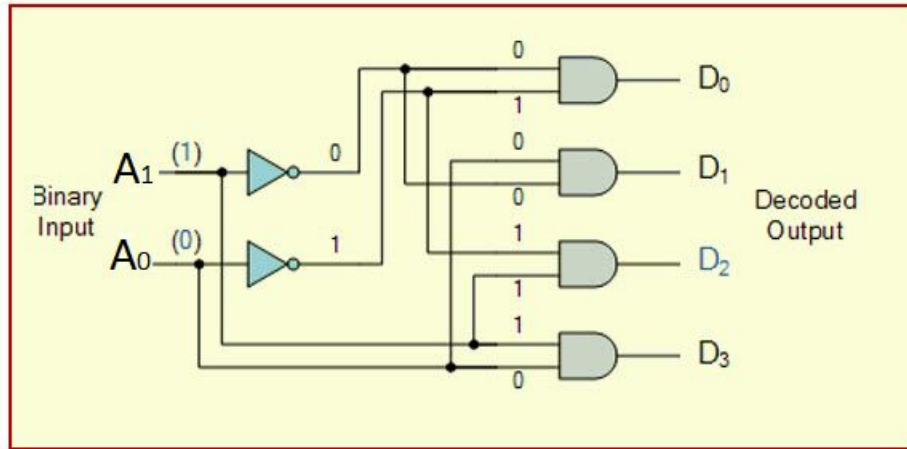 0
D₀
1
A₁ (1) 0
0
D₁
0
Binary
Input
Decoded
Output
A₀ (0) 1
1
D₂
1
1
D₃
0